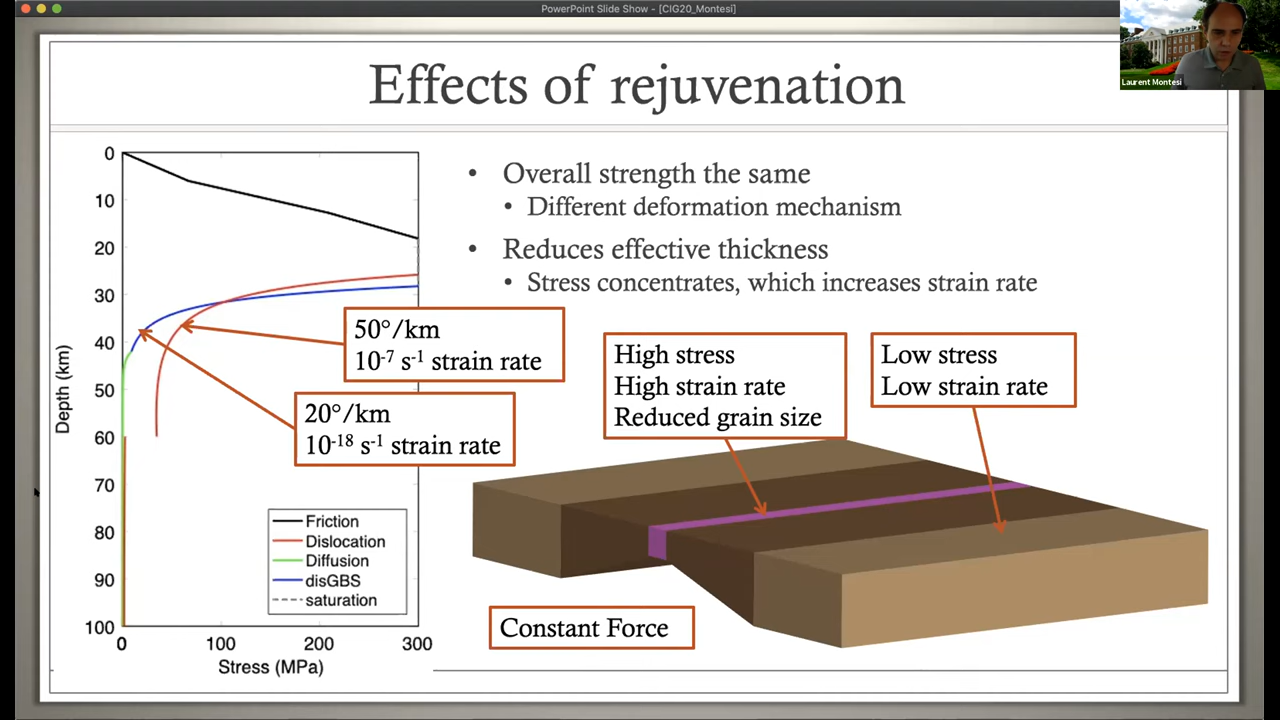 PowerPoint Slide Show - [CIG20_Montesi]
Laurent Montesi
Effects of rejuvenation
• Overall strength the same
• Different deformation mechanism
• Reduces effective thickness
• Stress concentrates, which increases strain rate
0
10
20
30
40
50
60
70
80
90
100
Depth (km)
0 100 200 300
Stress (MPa)
50°/km
10⁻⁷ s⁻¹ strain rate
20°/km
10⁻¹⁸ s⁻¹ strain rate
Friction
Dislocation
Diffusion
disGBS
saturation
High stress
High strain rate
Reduced grain size
Low stress
Low strain rate
Constant Force